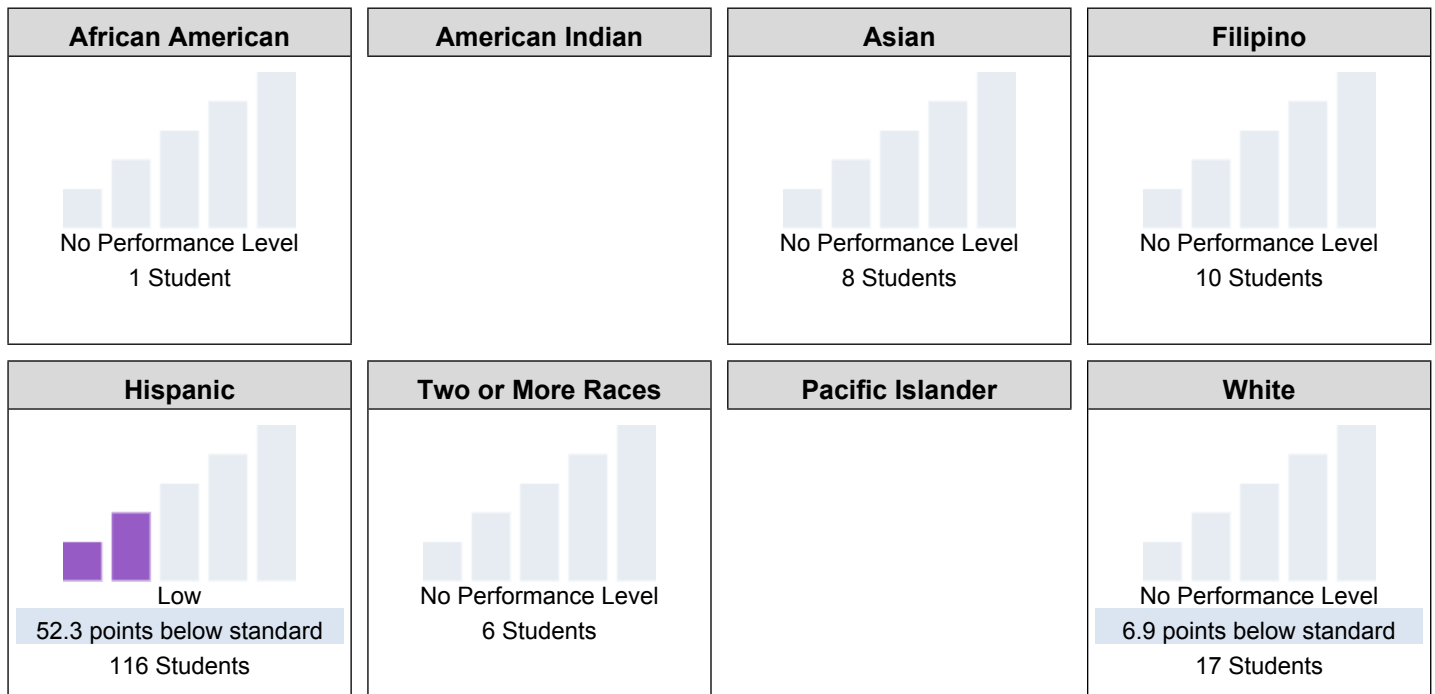 African American
American Indian
Asian
Filipino
No Performance Level
1 Student
No Performance Level
8 Students
No Performance Level
10 Students
Hispanic
Two or More Races
Pacific Islander
White
Low
52.3 points below standard
116 Students
No Performance Level
6 Students
No Performance Level
6.9 points below standard
17 Students